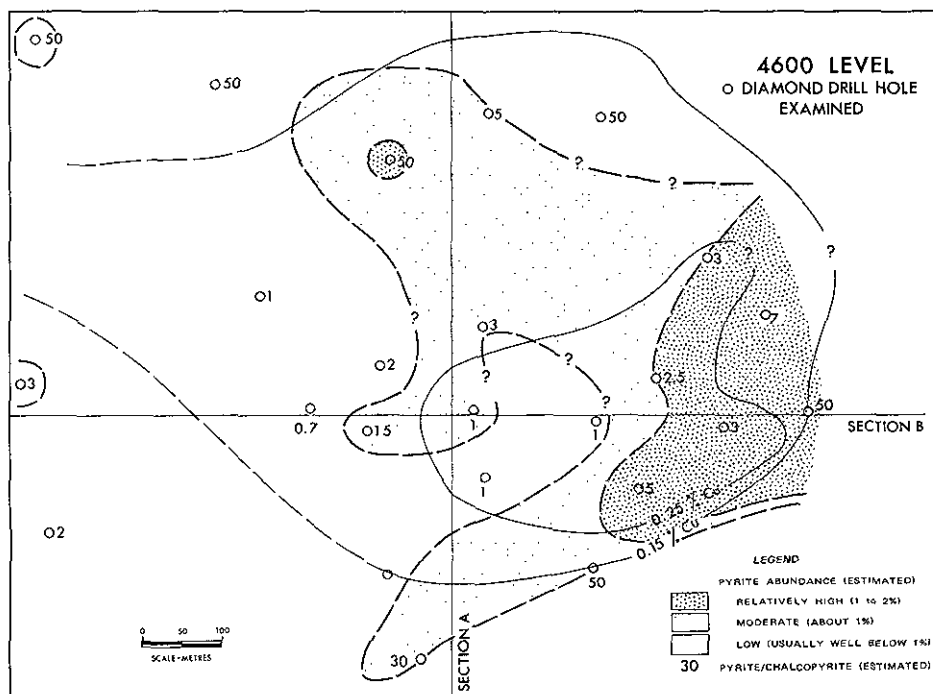 50
50
4600 LEVEL
DIAMOND DRILL HOLE
EXAMINED
5
50
?
50
?
?
3
?
1
?
7
3
?
?
2
2.5
3
?
0.7
15
1
1
50
SECTION B
3
1
5
0.25 % Cu
0.15 % Cu
2
50
30
0 50 100
SCALE-METRES
SECTION A
LEGEND
PYRITE ABUNDANCE (ESTIMATED)
RELATIVELY HIGH (1 to 2%)
MODERATE (ABOUT 1%)
LOW (USUALLY WELL BELOW 1%)
30 PYRITE/CHALCOPYRITE (ESTIMATED)